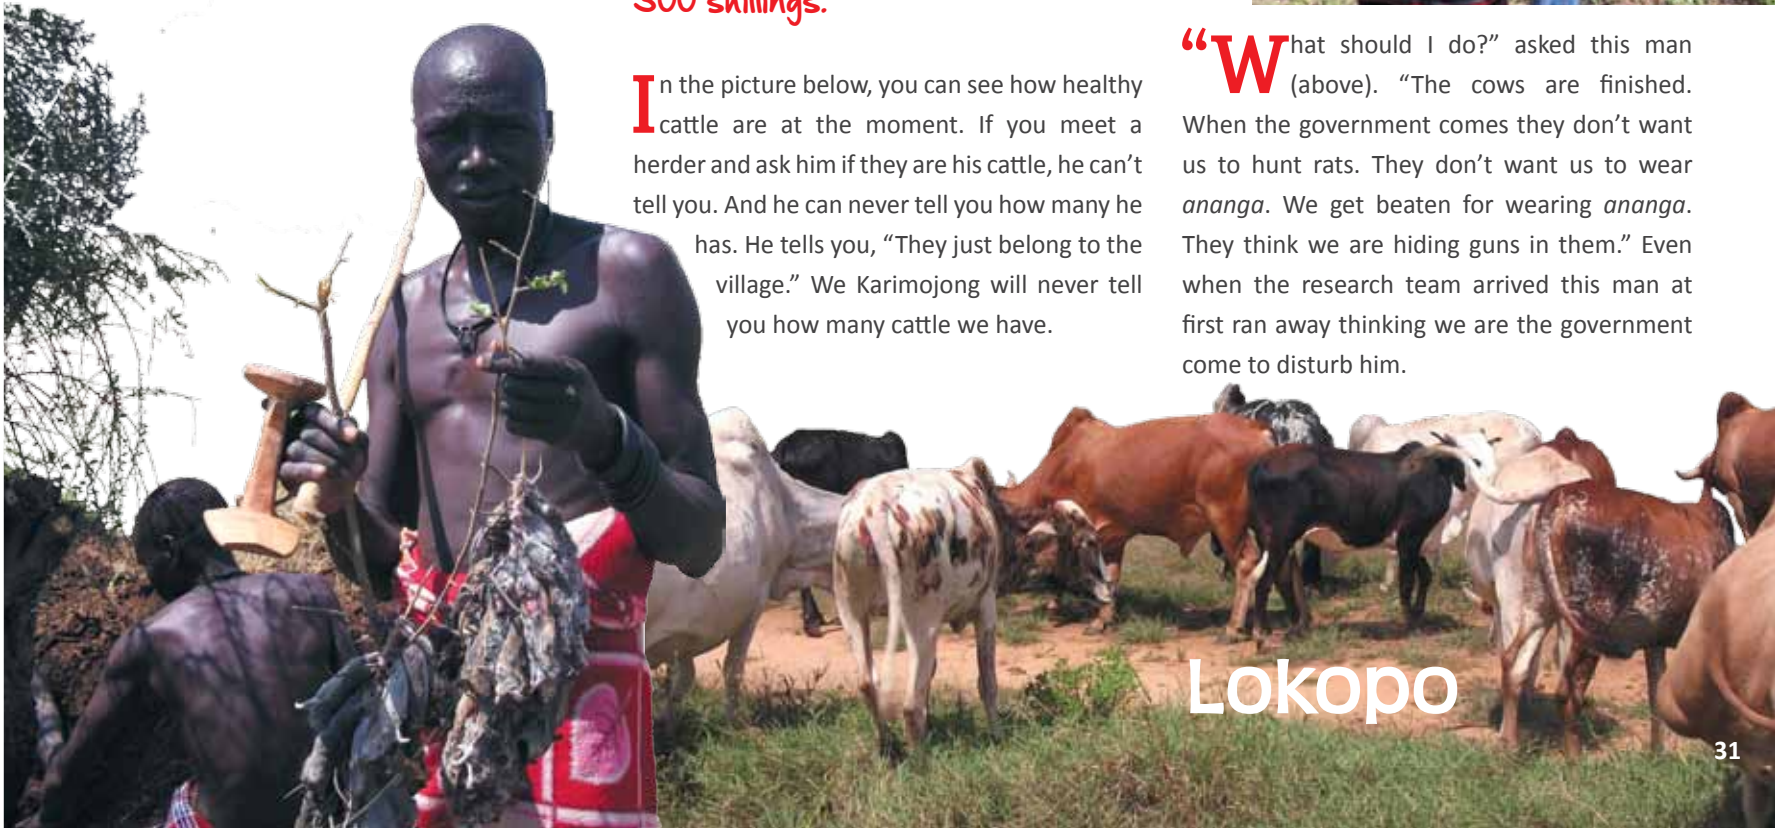 300 shillings.
In the picture below, you can see how healthy
cattle are at the moment. If you meet a
herder and ask him if they are his cattle, he can’t
tell you. And he can never tell you how many he
has. He tells you, “They just belong to the
village.” We Karimojong will never tell
you how many cattle we have.
“What should I do?” asked this man
(above). “The cows are finished.
When the government comes they don’t want
us to hunt rats. They don’t want us to wear
ananga. We get beaten for wearing ananga.
They think we are hiding guns in them.” Even
when the research team arrived this man at
first ran away thinking we are the government
come to disturb him.
Lokopo
31